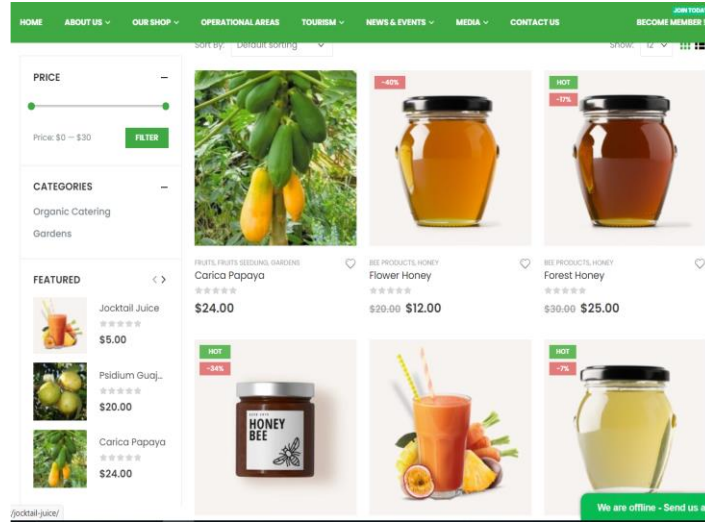 HOME ABOUT US OUR SHOP OPERATIONAL AREAS TOURISM NEWS & EVENTS MEDIA CONTACT US BECOME MEMBER
JOIN TODAY
Sort By: Default sorting Show: 12
PRICE
Price: $0 — $30 FILTER
CATEGORIES
Organic Catering
Gardens
FEATURED
Jocktail Juice
$5.00
Psidium Guaj...
$20.00
Carica Papaya
$24.00
FRUITS, FRUITS SEEDLING, GARDENS
Carica Papaya
$24.00
-40%
BEE PRODUCTS, HONEY
Flower Honey
$20.00 $12.00
HOT
-17%
BEE PRODUCTS, HONEY
Forest Honey
$30.00 $25.00
HOT
-34%
HONEY
BEE
HOT
-7%
We are offline - Send us a
/jocktail-juice/